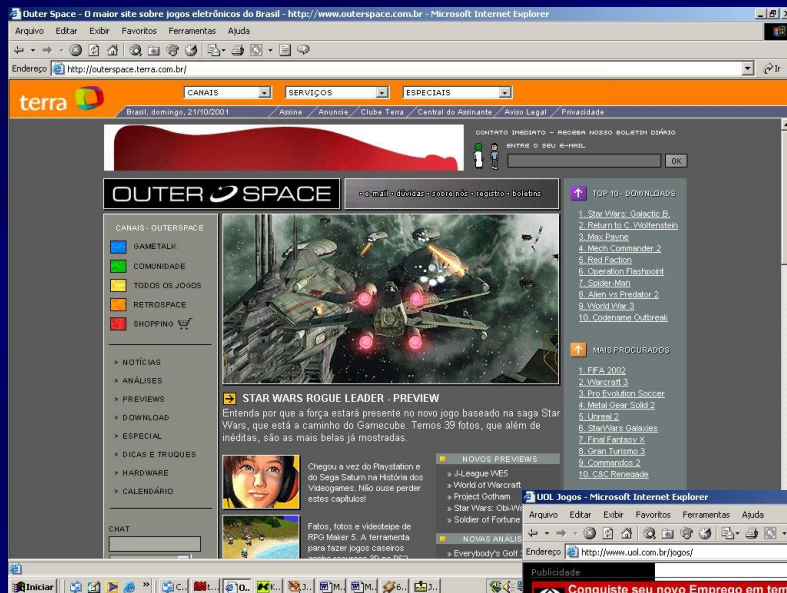 Outer Space - O maior site sobre jogos eletrônicos do Brasil - http://www.outerspace.com.br - Microsoft Internet Explorer
Arquivo Editar Exibir Favoritos Ferramentas Ajuda
Endereço http://outerspace.terra.com.br/ Ir
terra
CANAIS SERVIÇOS ESPECIAIS
Brasil, domingo, 21/10/2001 Assine Anuncie Clube Terra Central do Assinante Aviso Legal Privacidade
CONTATO IMEDIATO - RECEBA NOSSO BOLETIM DIÁRIO
ENTRE O SEU E-MAIL
OK
OUTER SPACE
• e-mail • dúvidas • sobre nós • registro • boletins
CANAIS - OUTERSPACE
GAMETALK
COMUNIDADE
TODOS OS JOGOS
RETROSPACE
SHOPPING
» NOTÍCIAS
» ANÁLISES
» PREVIEWS
» DOWNLOAD
» ESPECIAL
» DICAS E TRUQUES
» HARDWARE
» CALENDÁRIO
CHAT
STAR WARS ROGUE LEADER - PREVIEW
Entenda por que a força estará presente no novo jogo baseado na saga Star
Wars, que está a caminho do Gamecube. Temos 39 fotos, que além de
inéditas, são as mais belas já mostradas.
Chegou a vez do Playstation e
do Sega Saturn na História dos
Videogames. Não ouse perder
estes capítulos!
Fatos, fotos e videoteipe de
RPG Maker 5. A ferramenta
para fazer jogos caseiros
NOVOS PREVIEWS
» J-League WE5
» World of Warcraft
» Project Gotham
» Star Wars: Obi-W
» Soldier of Fortune
NOVAS ANÁLIS
» Everybody's Golf
TOP 10 - DOWNLOADS
1. Star Wars: Galactic B.
2. Return to C. Wolfenstein
3. Max Payne
4. Mech Commander 2
5. Red Faction
6. Operation Flashpoint
7. Spider-Man
8. Alien vs Predator 2
9. World War 3
10. Codename Outbreak
MAIS PROCURADOS
1. FIFA 2002
2. Warcraft 3
3. Pro Evolution Soccer
4. Metal Gear Solid 2
5. Unreal 2
6. StarWars Galaxies
7. Final Fantasy X
8. Gran Turismo 3
9. Commandos 2
10. C&C Renegade
UOL Jogos - Microsoft Internet Explorer
Arquivo Editar Exibir Favoritos Ferramentas Ajuda
Endereço http://www.uol.com.br/jogos/
Publicidade
Conquiste seu novo Emprego em tem
Iniciar